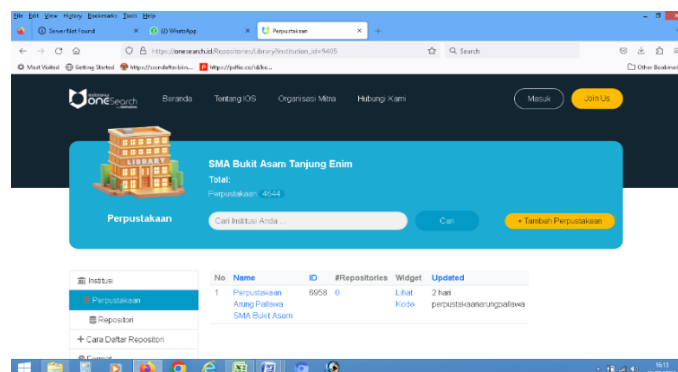 File Edit View History Bookmarks Tools Help
Server Not Found
(2) WhatsApp
Perpustakaan
https://onesearch.id/Repositories/Library?institution_id=5405
Search
Most Visited
Getting Started
Other Bookmarks
oneSearch
Beranda
Tentang IOS
Organisasi Mitra
Hubungi Kami
Masuk
Join Us
LIBRARY
SMA Bukit Asam Tanjung Enim
Total:
Perpustakaan 4644
Perpustakaan
Cari Institusi Anda ...
Cari
+ Tambah Perpustakaan
Institusi
Perpustakaan
Repositori
+ Cara Daftar Repositori
Format
No Name ID #Repositories Widget Updated
1 Perpustakaan 6958 0 Lihat 2 hari
Arung Pallawa Kode perpustakaanarungpallawa
SMA Bukit Asam
16:13